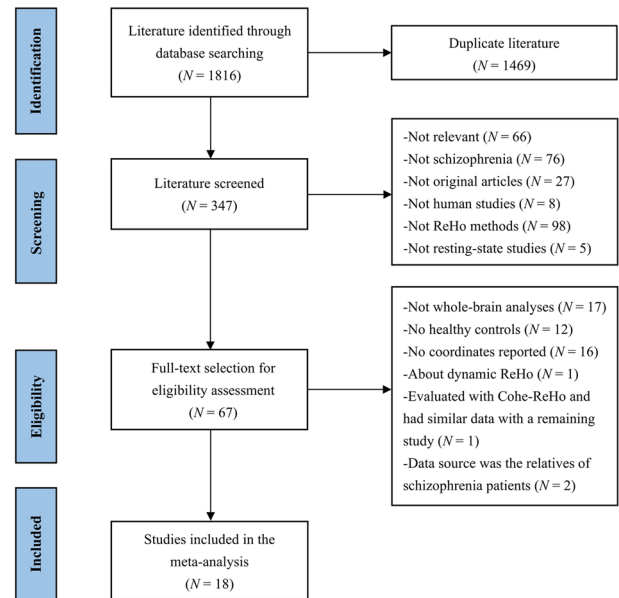 Identification
Literature identified through
database searching
(N = 1816)
Duplicate literature
(N = 1469)
Screening
Literature screened
(N = 347)
-Not relevant (N = 66)
-Not schizophrenia (N = 76)
-Not original articles (N = 27)
-Not human studies (N = 8)
-Not ReHo methods (N = 98)
-Not resting-state studies (N = 5)
Eligibility
Full-text selection for
eligibility assessment
(N = 67)
-Not whole-brain analyses (N = 17)
-No healthy controls (N = 12)
-No coordinates reported (N = 16)
-About dynamic ReHo (N = 1)
-Evaluated with Cohe-ReHo and
had similar data with a remaining
study (N = 1)
-Data source was the relatives of
schizophrenia patients (N = 2)
Included
Studies included in the
meta-analysis
(N = 18)